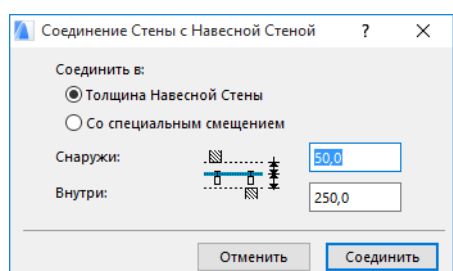 Соединение Стены с Навесной Стеной ?
Соединить в:
Толщина Навесной Стены
Со специальным смещением
Снаружи: 50,0
Внутри: 250,0
Отменить Соединить